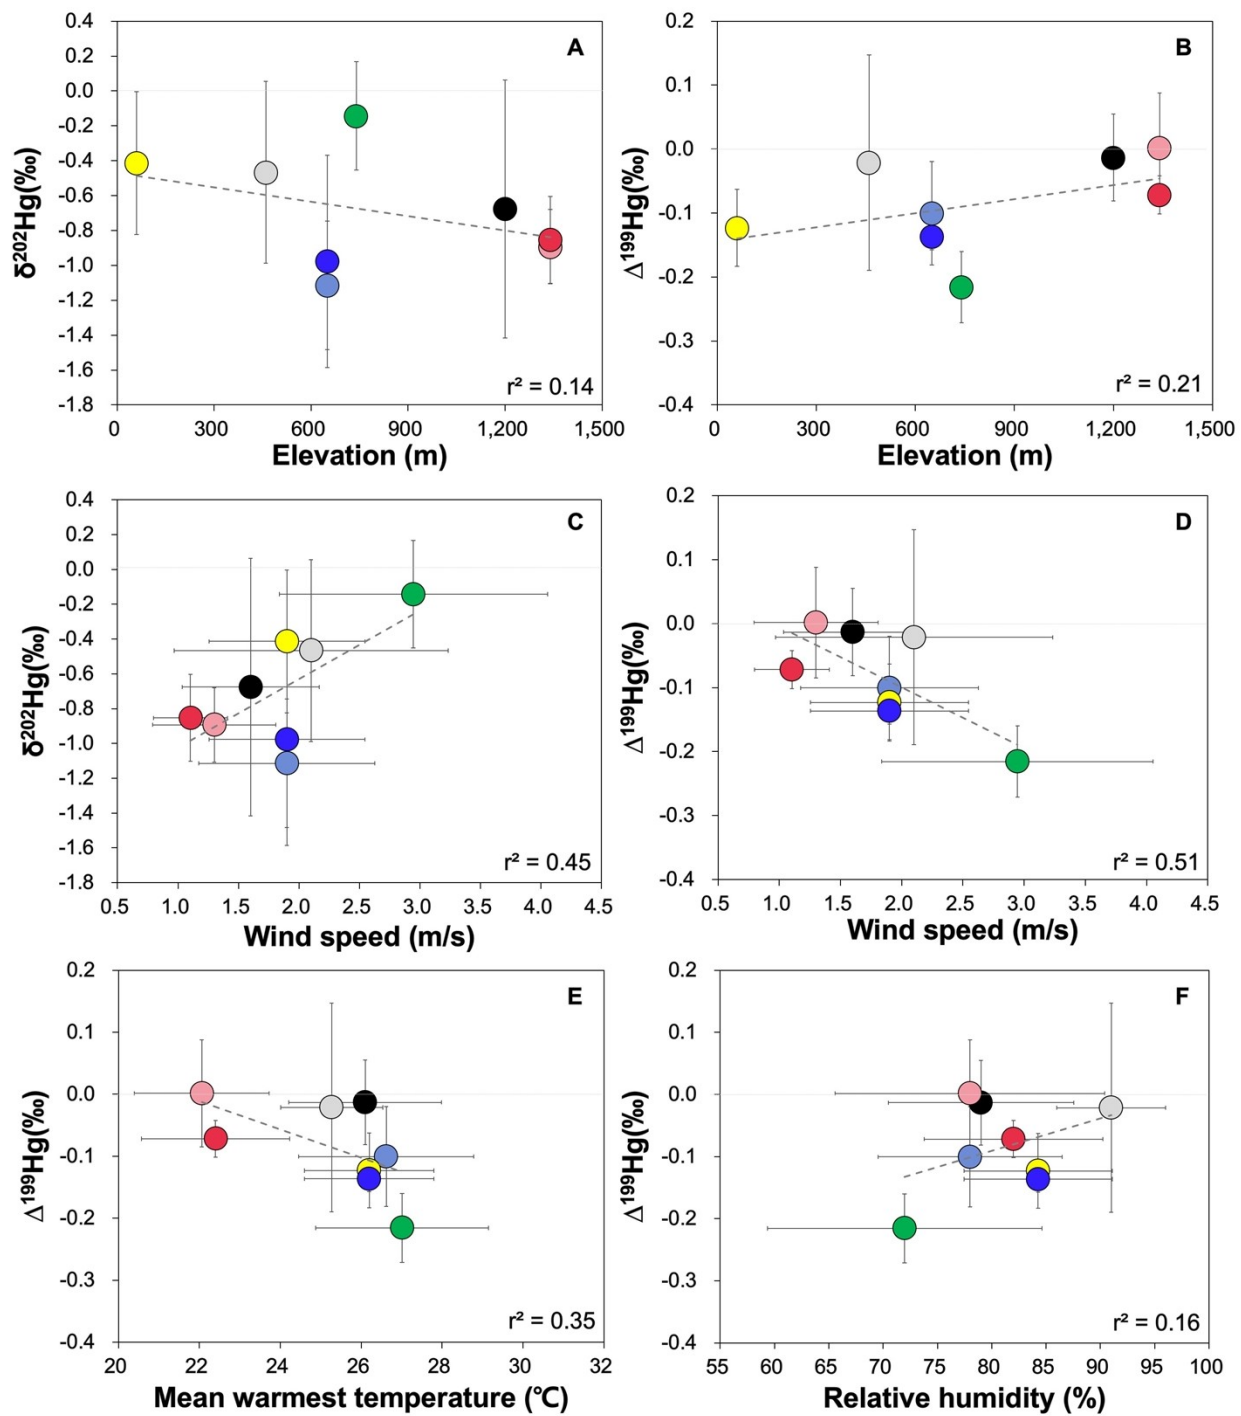 A
0.4
0.2
0.0
-0.2
-0.4
-0.6
-0.8
-1.0
-1.2
-1.4
-1.6
-1.8
δ²⁰²Hg(‰)
r² = 0.14
0 300 600 900 1,200 1,500
Elevation (m)
B
0.2
0.1
0.0
-0.1
-0.2
-0.3
-0.4
Δ¹⁹⁹Hg(‰)
r² = 0.21
0 300 600 900 1,200 1,500
Elevation (m)
C
0.4
0.2
0.0
-0.2
-0.4
-0.6
-0.8
-1.0
-1.2
-1.4
-1.6
-1.8
δ²⁰²Hg(‰)
r² = 0.45
0.5 1.0 1.5 2.0 2.5 3.0 3.5 4.0 4.5
Wind speed (m/s)
D
0.2
0.1
0.0
-0.1
-0.2
-0.3
-0.4
Δ¹⁹⁹Hg(‰)
r² = 0.51
0.5 1.0 1.5 2.0 2.5 3.0 3.5 4.0 4.5
Wind speed (m/s)
E
0.2
0.1
0.0
-0.1
-0.2
-0.3
-0.4
Δ¹⁹⁹Hg(‰)
r² = 0.35
20 22 24 26 28 30 32
Mean warmest temperature (℃)
F
0.2
0.1
0.0
-0.1
-0.2
-0.3
-0.4
Δ¹⁹⁹Hg(‰)
r² = 0.16
55 60 65 70 75 80 85 90 95 100
Relative humidity (%)